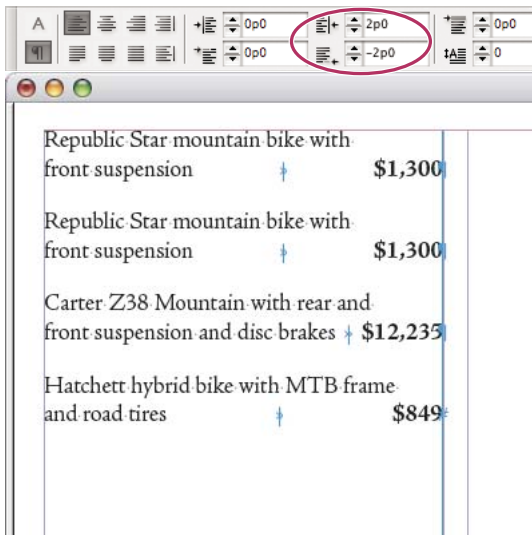 A 0p0 2p0 0p0
¶ 0p0 -2p0 0
Republic Star mountain bike with
front suspension $1,300
Republic Star mountain bike with
front suspension $1,300
Carter Z38 Mountain with rear and
front suspension and disc brakes $12,235
Hatchett hybrid bike with MTB frame
and road tires $849